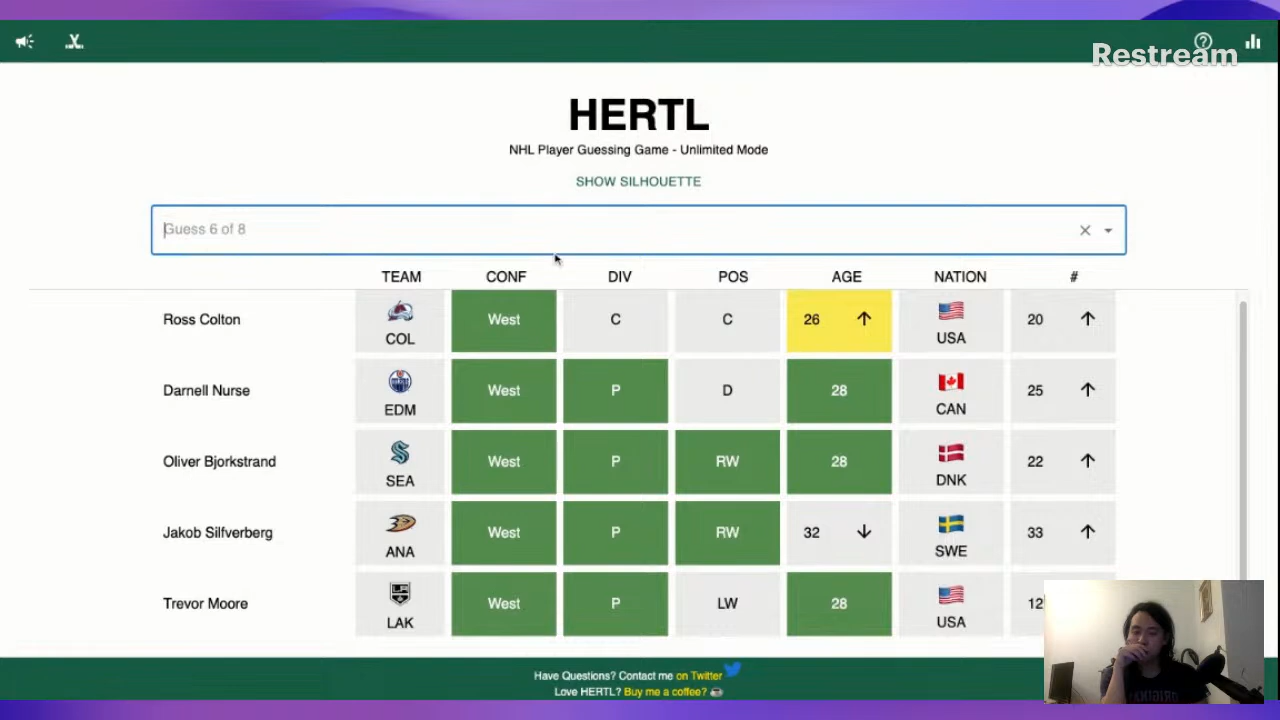 Restream
HERTL
NHL Player Guessing Game - Unlimited Mode
SHOW SILHOUETTE
Guess 6 of 8
TEAM CONF DIV POS AGE NATION #
Ross Colton COL West C C 26 ↑ USA 20 ↑
Darnell Nurse EDM West P D 28 CAN 25 ↑
Oliver Bjorkstrand SEA West P RW 28 DNK 22 ↑
Jakob Silfverberg ANA West P RW 32 ↓ SWE 33 ↑
Trevor Moore LAK West P LW 28 USA 12
Have Questions? Contact me on Twitter
Love HERTL? Buy me a coffee?